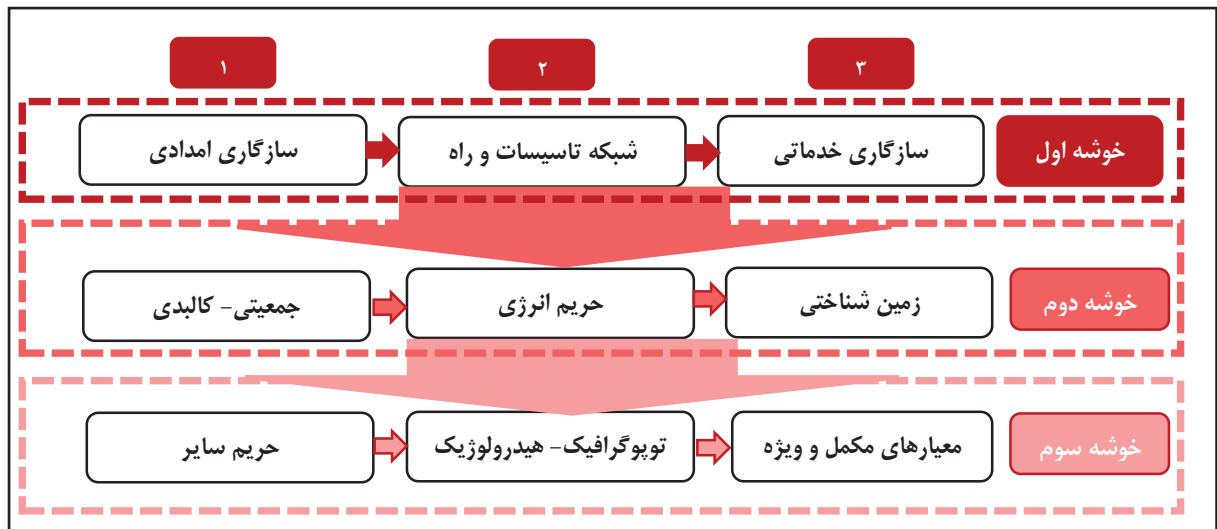 ۱
۲
۳
خوشه اول
سازگاری امدادی
شبکه تاسیسات و راه
سازگاری خدماتی
خوشه دوم
جمعیتی- کالبدی
حریم انرژی
زمین شناختی
خوشه سوم
حریم سایر
توپوگرافیک- هیدرولوژیک
معیارهای مکمل و ویژه